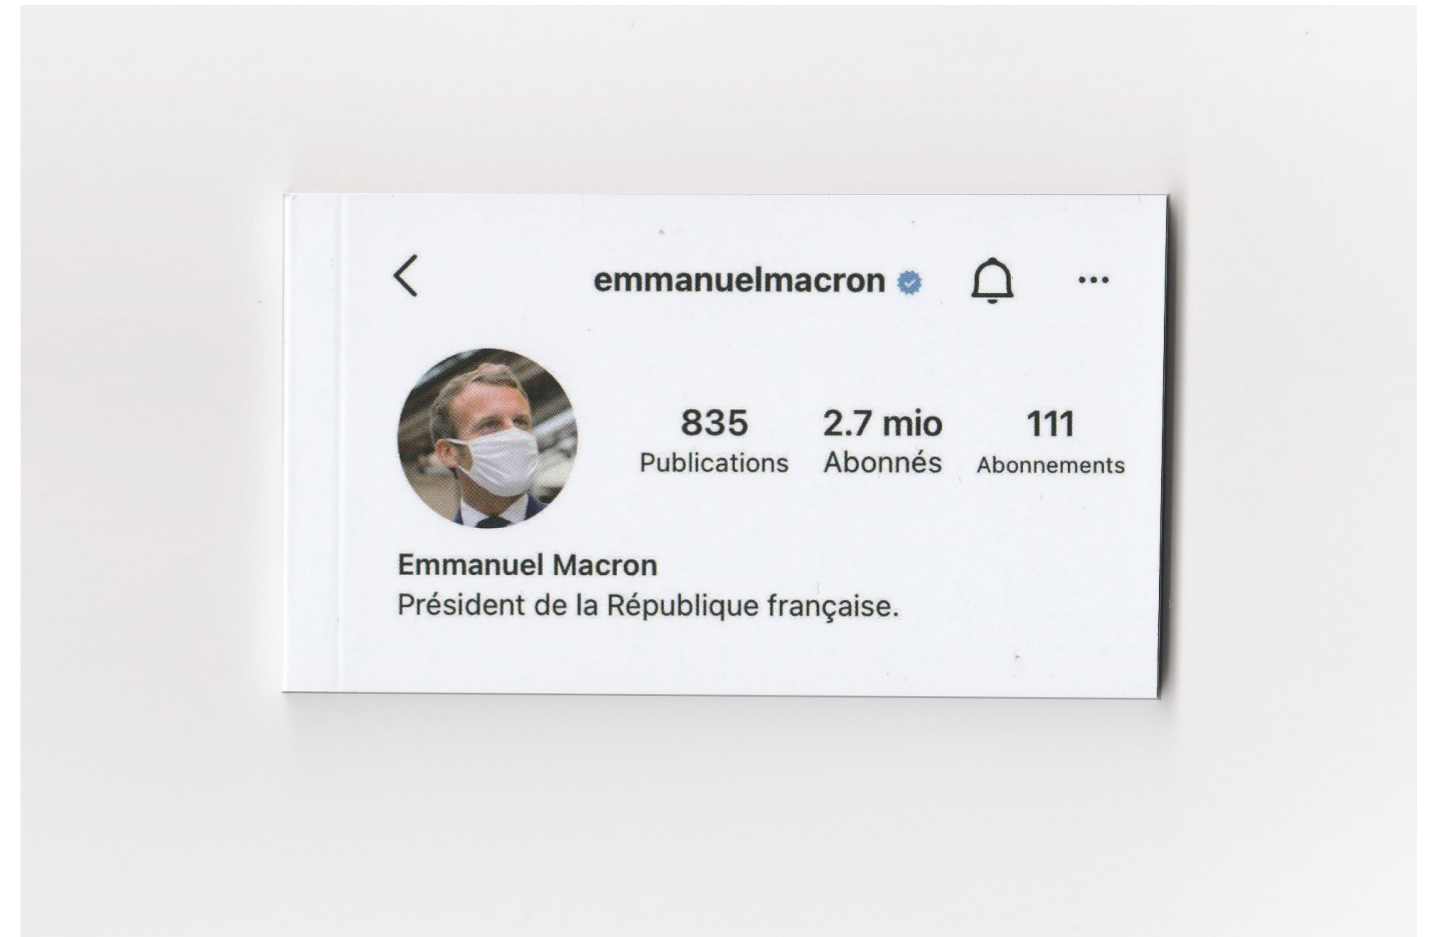 emmanuelmacron
835 2.7 mio 111
Publications Abonnés Abonnements
Emmanuel Macron
Président de la République française.